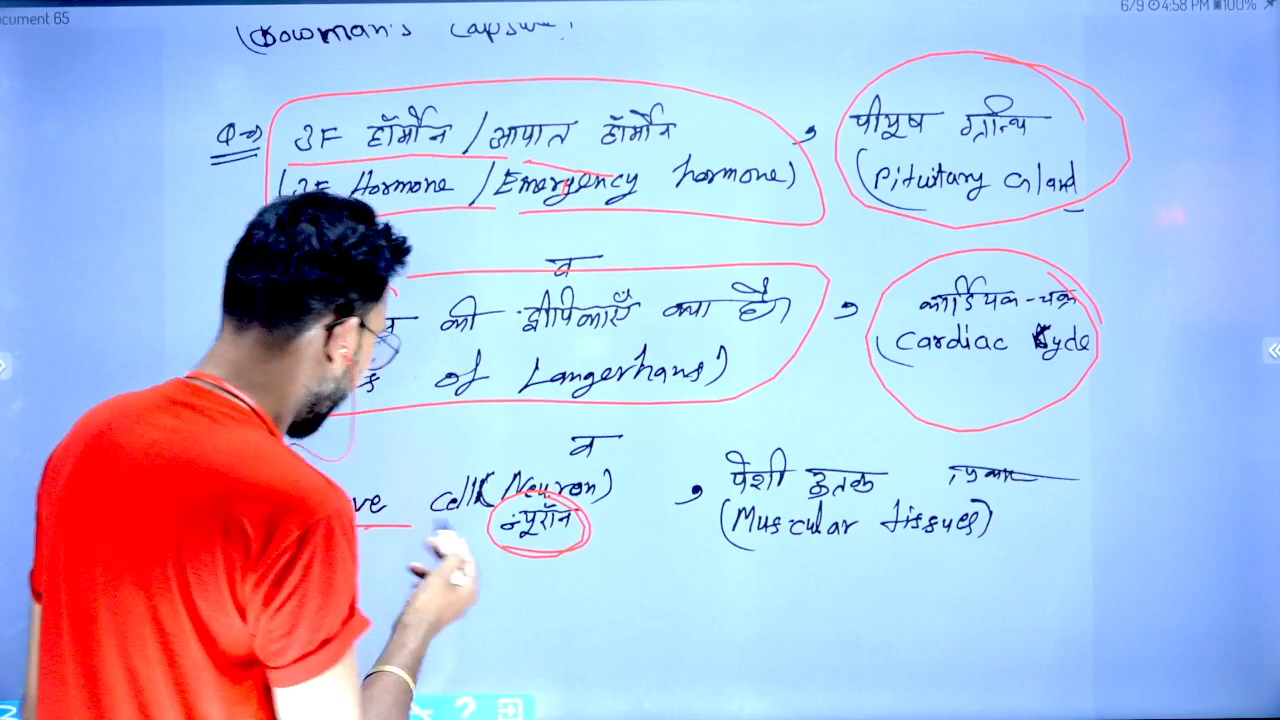 cument 65
6/9 4:58 PM 100%
(Bowman's Capsule.
Q→ 3F हॉर्मोन / आपात हॉर्मोन , पीयूष ग्रन्थि
(3F Hormone / Emergency hormone) (Pituitary Gland
व
की द्वीपिकाएँ क्या है। , कार्डियक-चक्र
of Langerhans) (Cardiac Cycle
व
ve Cell (Neuron) , पेशी ऊतक
न्यूरॉन (Muscular tissues)